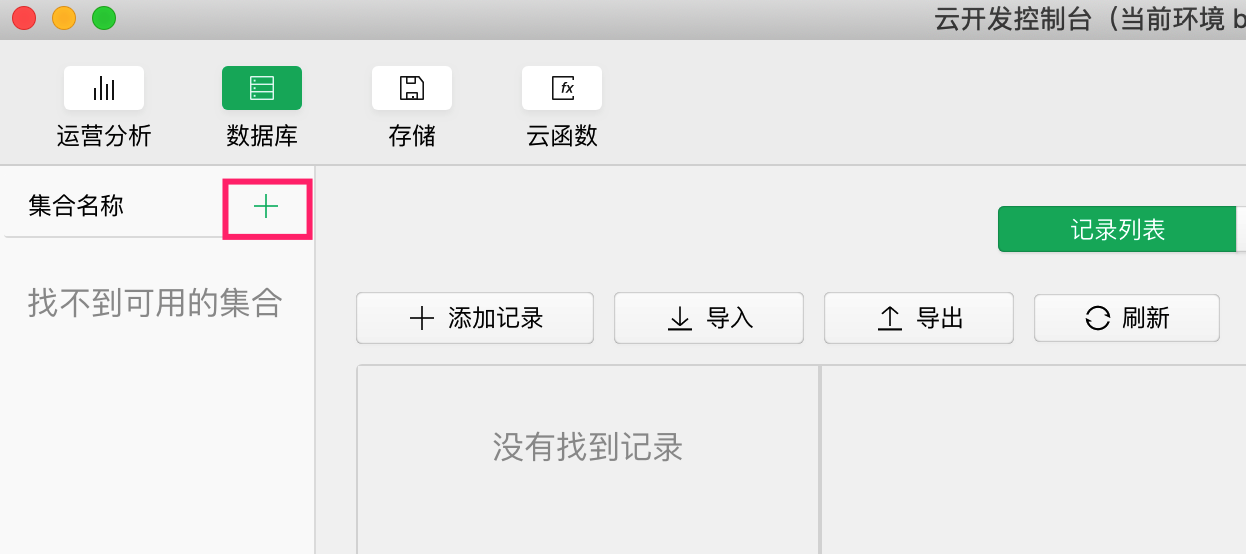 云开发控制台（当前环境 b
运营分析
数据库
存储
fx
云函数
集合名称
记录列表
找不到可用的集合
添加记录
导入
导出
刷新
没有找到记录